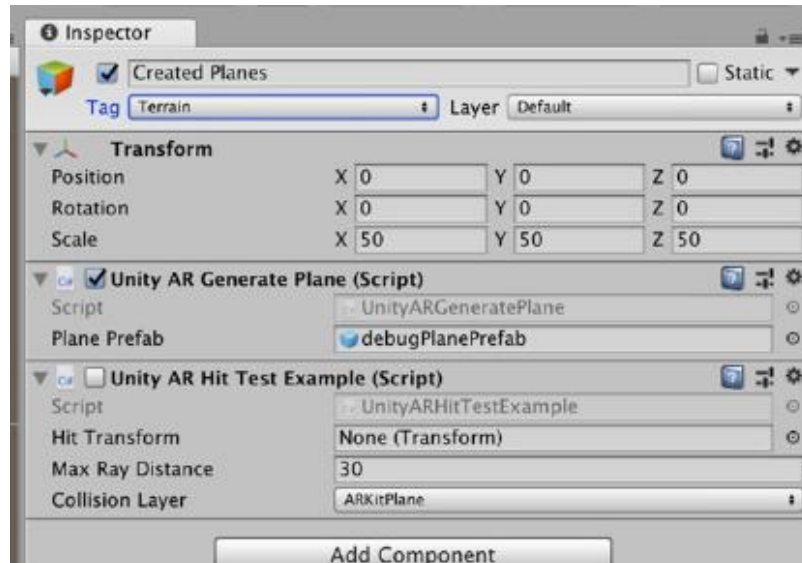 Inspector
Created Planes Static
Tag Terrain Layer Default
Transform
Position X 0 Y 0 Z 0
Rotation X 0 Y 0 Z 0
Scale X 50 Y 50 Z 50
Unity AR Generate Plane (Script)
Script UnityARGeneratePlane
Plane Prefab debugPlanePrefab
Unity AR Hit Test Example (Script)
Script UnityARHitTestExample
Hit Transform None (Transform)
Max Ray Distance 30
Collision Layer ARKitPlane
Add Component